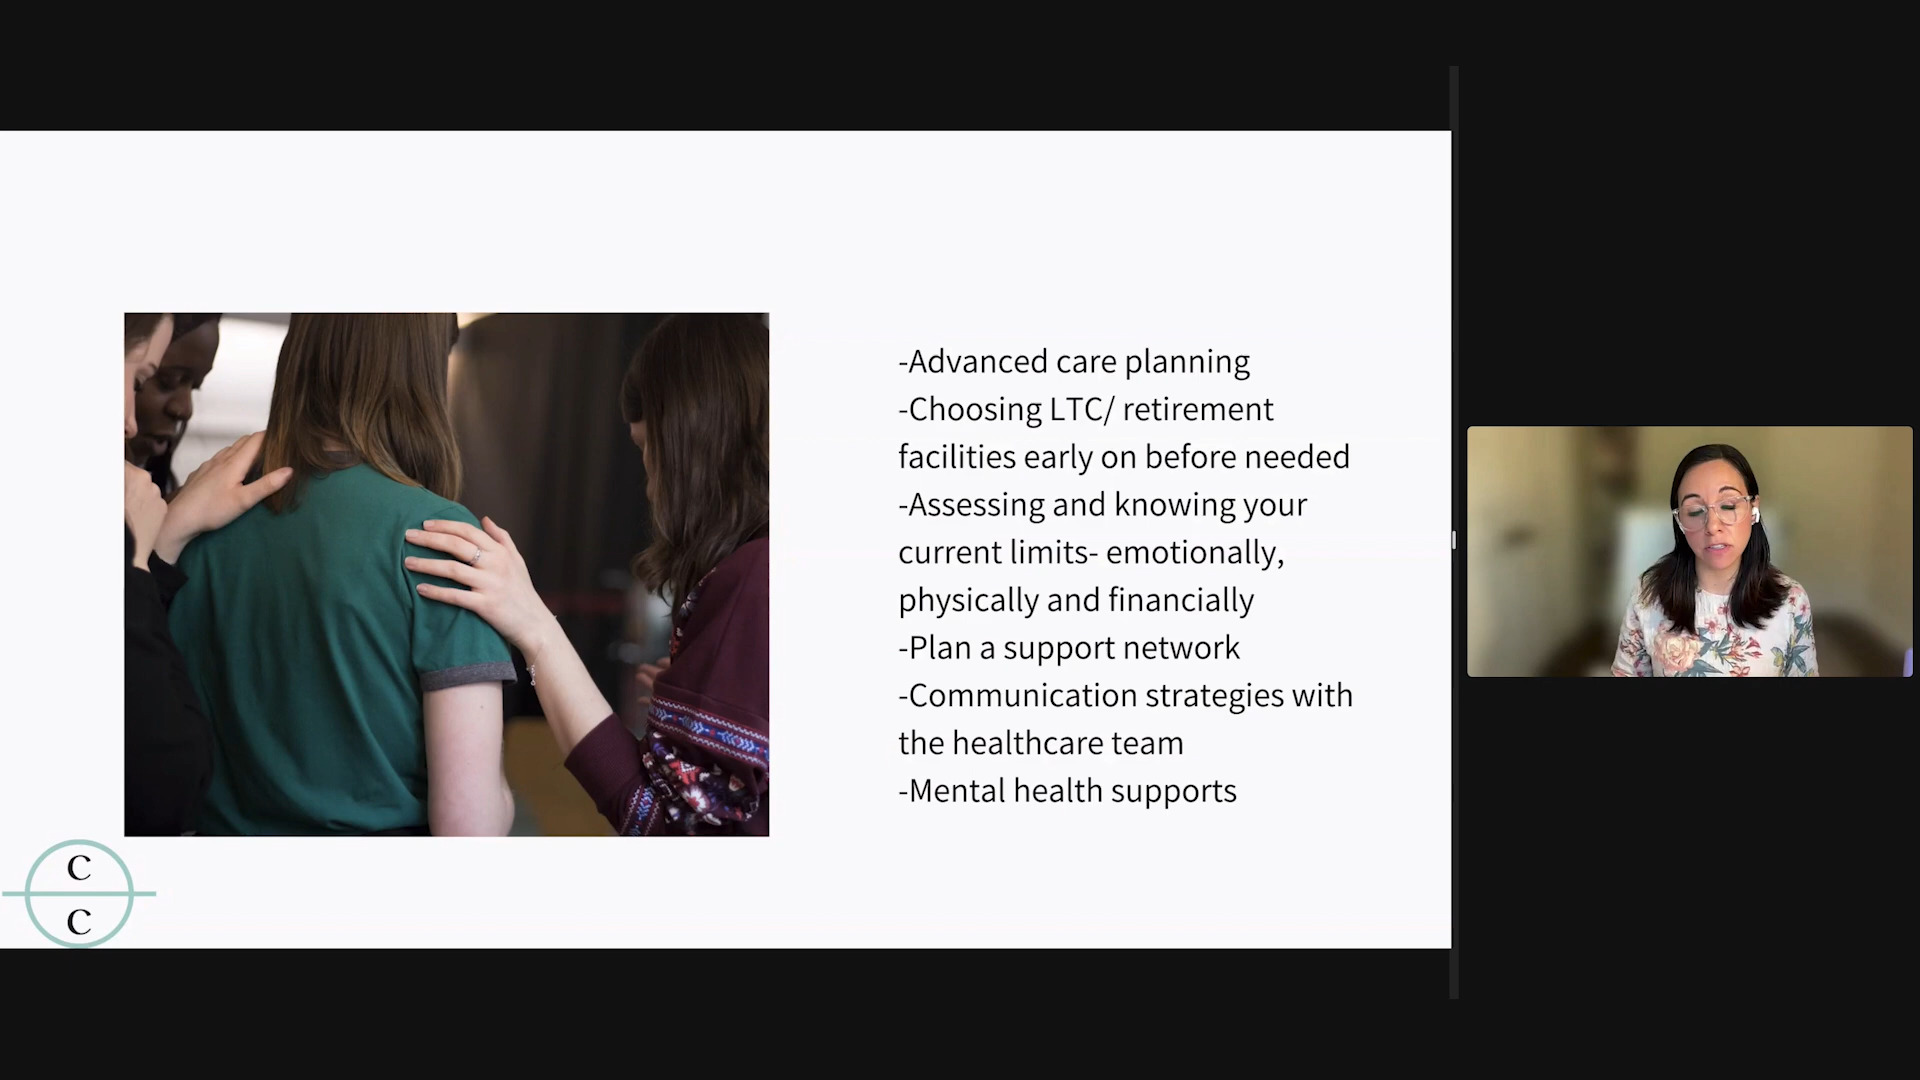 -Advanced care planning
-Choosing LTC/ retirement
facilities early on before needed
-Assessing and knowing your
current limits- emotionally,
physically and financially
-Plan a support network
-Communication strategies with
the healthcare team
-Mental health supports
C
C